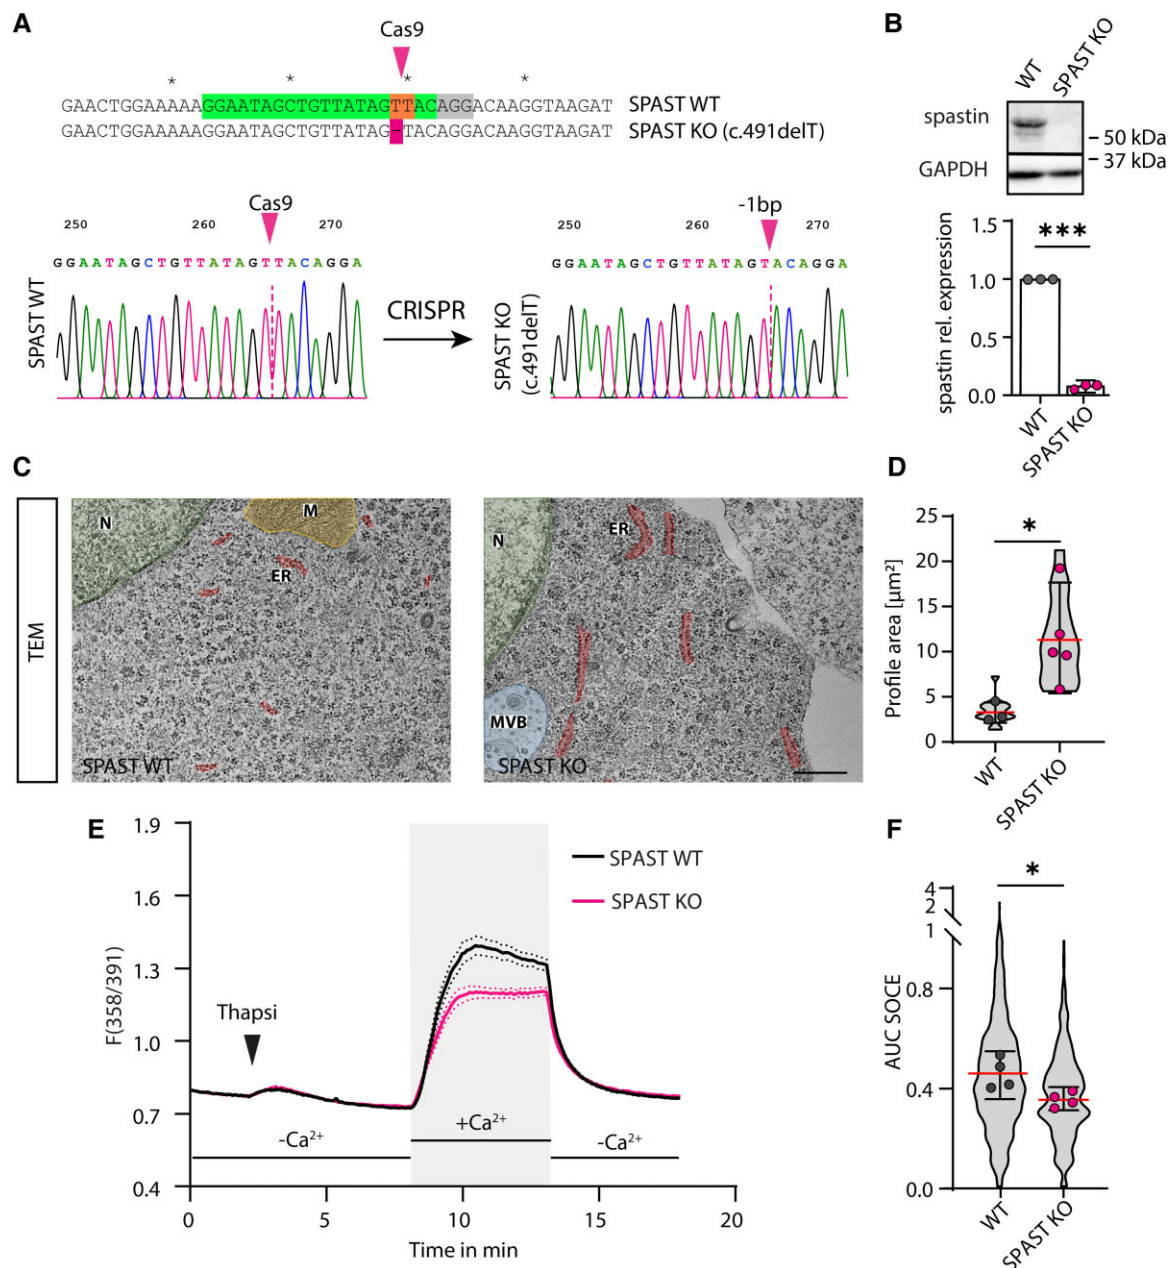 A
Cas9
* * * *
GAACTGGAAAAAGGAATAGCTGTTATAGTTACAGGACAAGGTAAGAT SPAST WT
GAACTGGAAAAAGGAATAGCTGTTATAG-TACAGGACAAGGTAAGAT SPAST KO (c.491delT)
Cas9
250 260 270
GGAATAGCTGTTATAGTTACAGGA
SPAST WT
CRISPR
-1bp
250 260 270
GGAATAGCTGTTATAGTACAGGA
SPAST KO
(c.491delT)
B
WT SPAST KO
spastin
50 kDa
37 kDa
GAPDH
***
spastin rel. expression
1.5
1.0
0.5
0.0
WT SPAST KO
C
TEM
N
M
ER
SPAST WT
N
ER
MVB
SPAST KO
D
*
Profile area [µm²]
25
20
15
10
5
0
WT SPAST KO
E
F(358/391)
1.9
1.6
1.3
1.0
0.7
0.4
SPAST WT
SPAST KO
Thapsi
-Ca²⁺
+Ca²⁺
-Ca²⁺
0 5 10 15 20
Time in min
F
*
AUC SOCE
4
2
1
0.8
0.4
0.0
WT SPAST KO